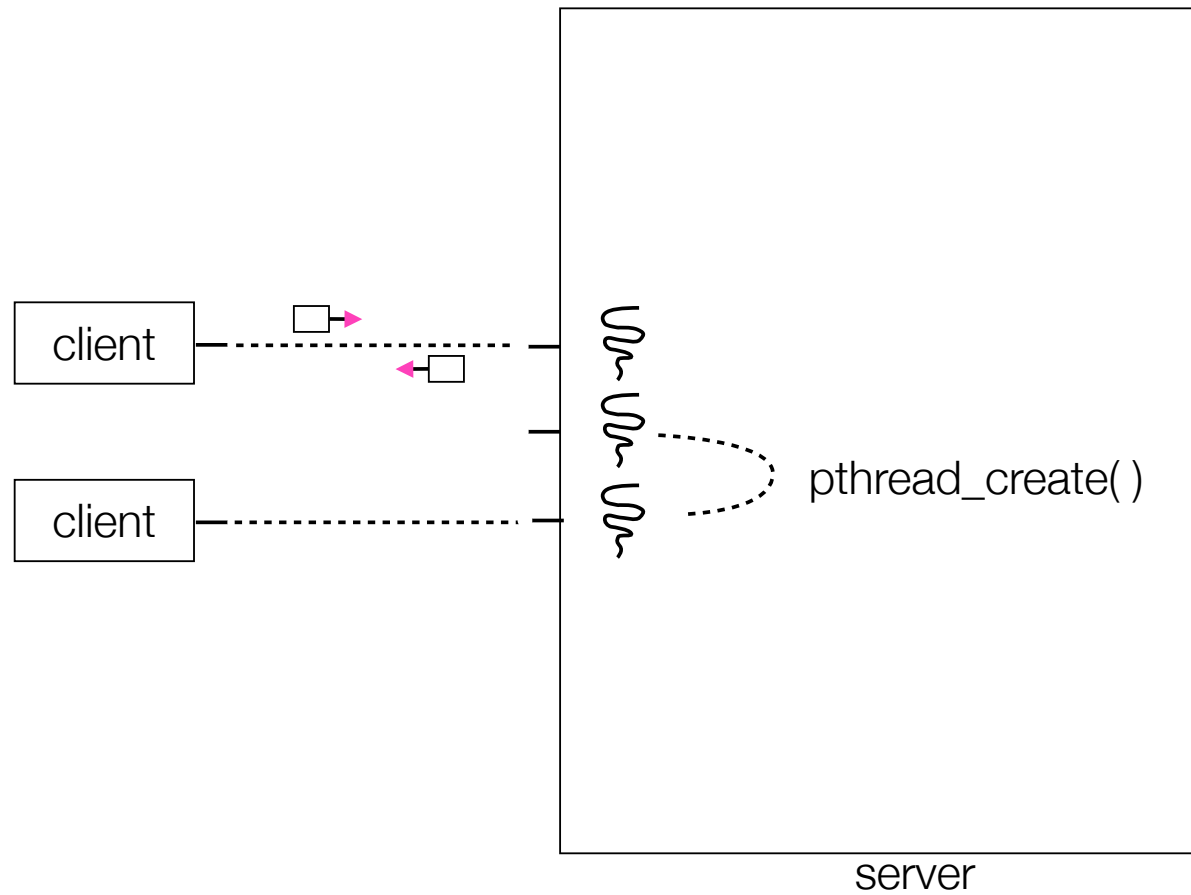 client
client
pthread_create( )
server